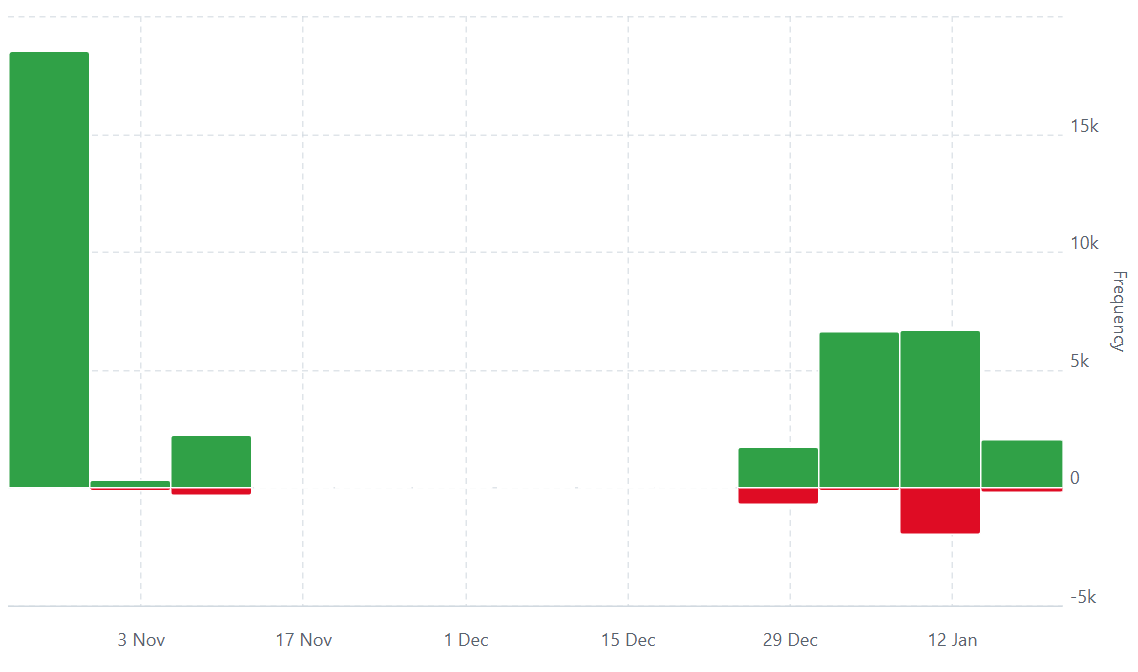 15k
10k
5k
0
-5k
Frequency
3 Nov
17 Nov
1 Dec
15 Dec
29 Dec
12 Jan